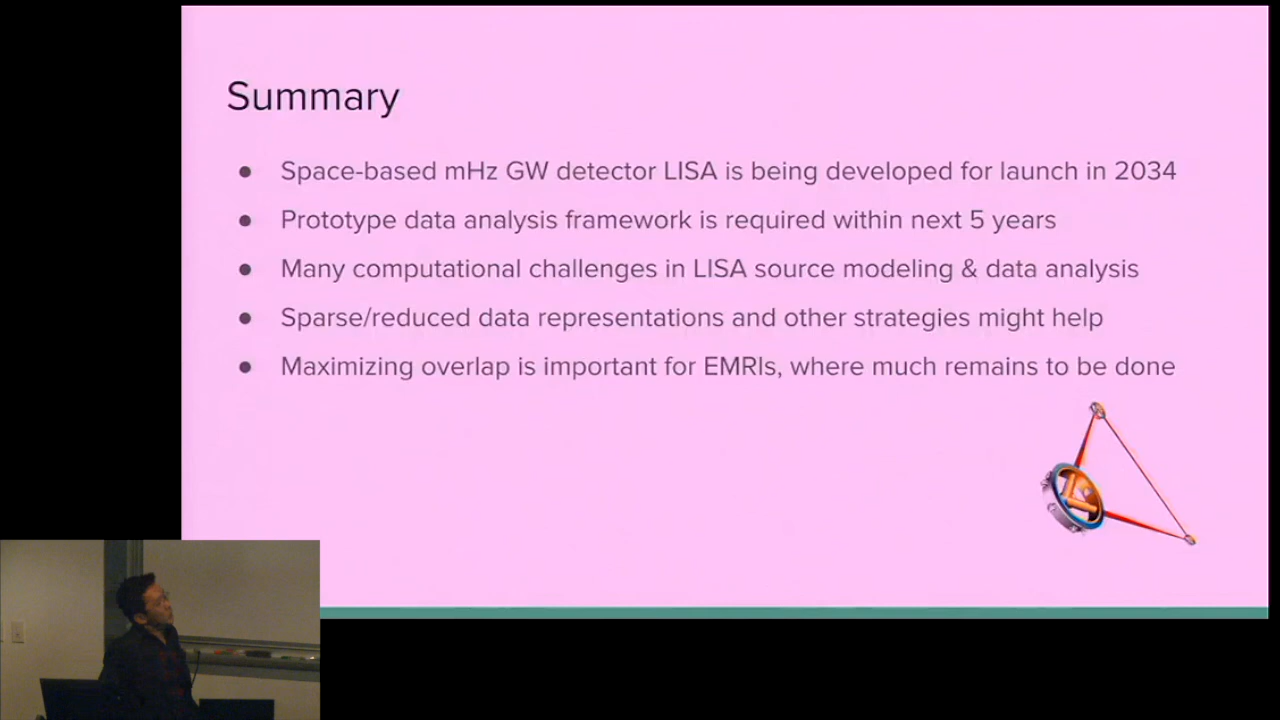 Summary
● Space-based mHz GW detector LISA is being developed for launch in 2034
● Prototype data analysis framework is required within next 5 years
● Many computational challenges in LISA source modeling & data analysis
● Sparse/reduced data representations and other strategies might help
● Maximizing overlap is important for EMRIs, where much remains to be done